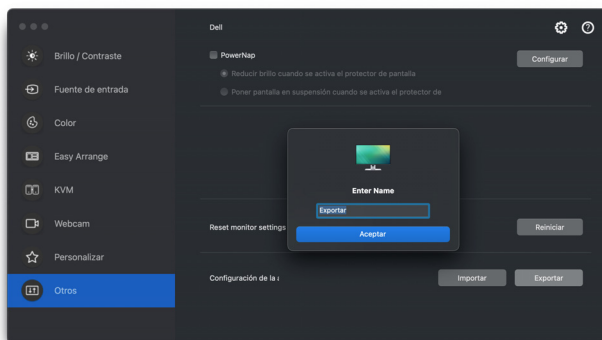 Dell
Brillo / Contraste
PowerNap
Configurar
Reducir brillo cuando se activa el protector de pantalla
Fuente de entrada
Poner pantalla en suspensión cuando se activa el protector de
Color
Easy Arrange
KVM
Enter Name
Exportar
Webcam
Reset monitor settings
Aceptar
Reiniciar
Personalizar
Configuración de la a
Importar
Exportar
Otros